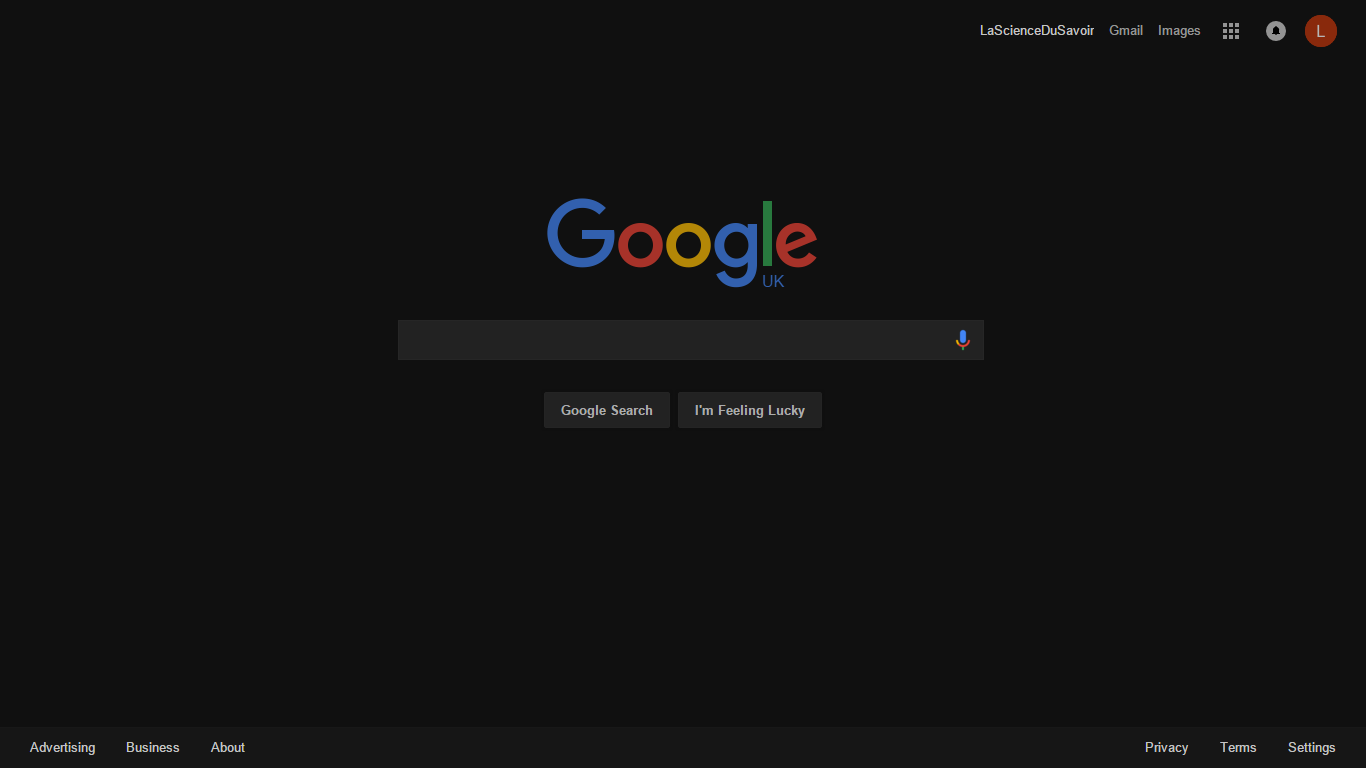 LaScienceDuSavoir Gmail Images L
Google
UK
Google Search I'm Feeling Lucky
Advertising Business About Privacy Terms Settings